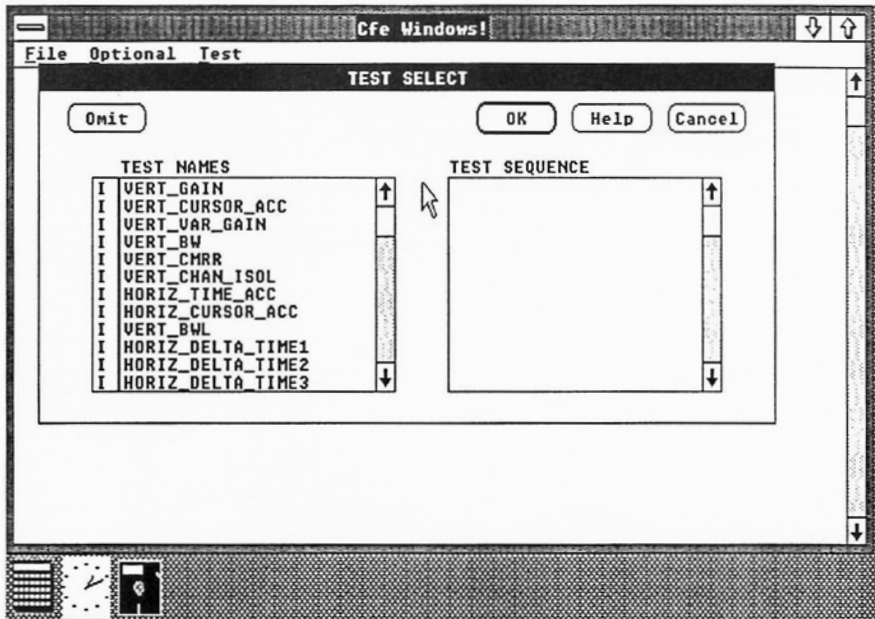 Cfe Windows!
File Optional Test
TEST SELECT
Omit OK Help Cancel
TEST NAMES
I VERT_GAIN
I VERT_CURSOR_ACC
I VERT_VAR_GAIN
I VERT_BW
I VERT_CMRR
I VERT_CHAN_ISOL
I HORIZ_TIME_ACC
I HORIZ_CURSOR_ACC
I VERT_BWL
I HORIZ_DELTA_TIME1
I HORIZ_DELTA_TIME2
I HORIZ_DELTA_TIME3
TEST SEQUENCE